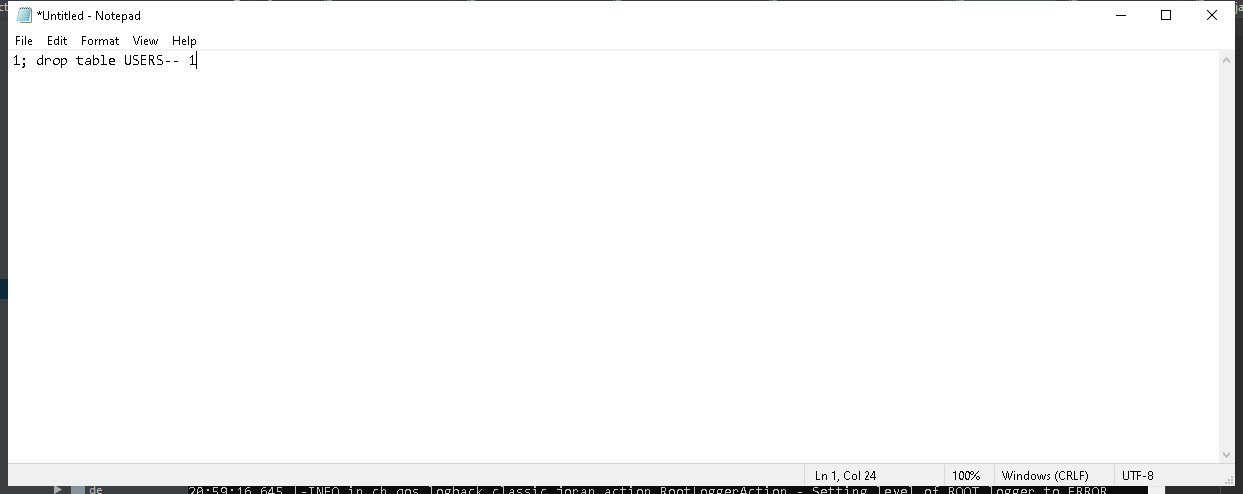 *Untitled - Notepad
File Edit Format View Help
1; drop table USERS-- 1
Ln 1, Col 24 100% Windows (CRLF) UTF-8
de 20:59:16,645 |-INFO in ch.qos.logback.classic.joran.action.RootLoggerAction - Setting level of ROOT logger to ERROR